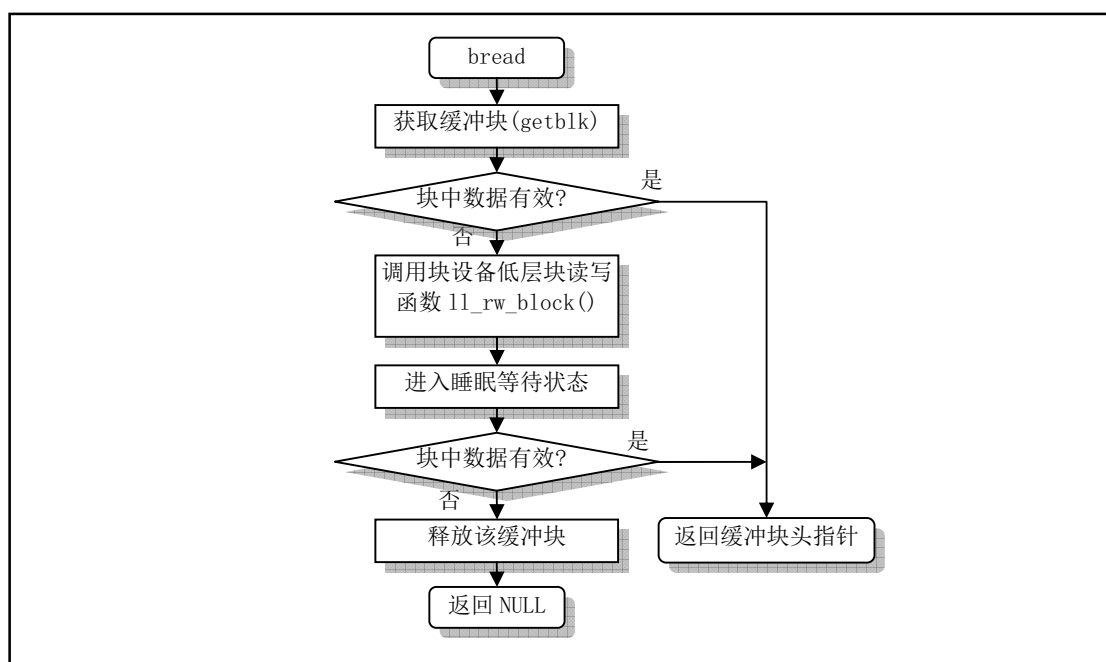 bread
获取缓冲块(getblk)
块中数据有效?
是
否
调用块设备低层块读写
函数 ll_rw_block()
进入睡眠等待状态
块中数据有效?
是
否
释放该缓冲块
返回缓冲块头指针
返回 NULL